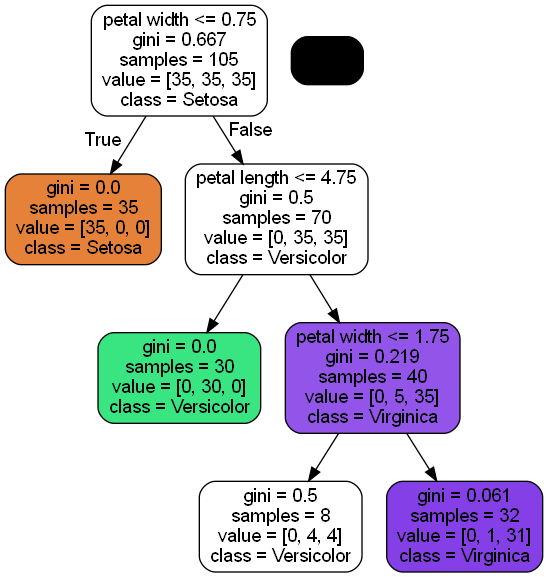 petal width <= 0.75
gini = 0.667
samples = 105
value = [35, 35, 35]
class = Setosa
True
False
gini = 0.0
samples = 35
value = [35, 0, 0]
class = Setosa
petal length <= 4.75
gini = 0.5
samples = 70
value = [0, 35, 35]
class = Versicolor
gini = 0.0
samples = 30
value = [0, 30, 0]
class = Versicolor
petal width <= 1.75
gini = 0.219
samples = 40
value = [0, 5, 35]
class = Virginica
gini = 0.5
samples = 8
value = [0, 4, 4]
class = Versicolor
gini = 0.061
samples = 32
value = [0, 1, 31]
class = Virginica